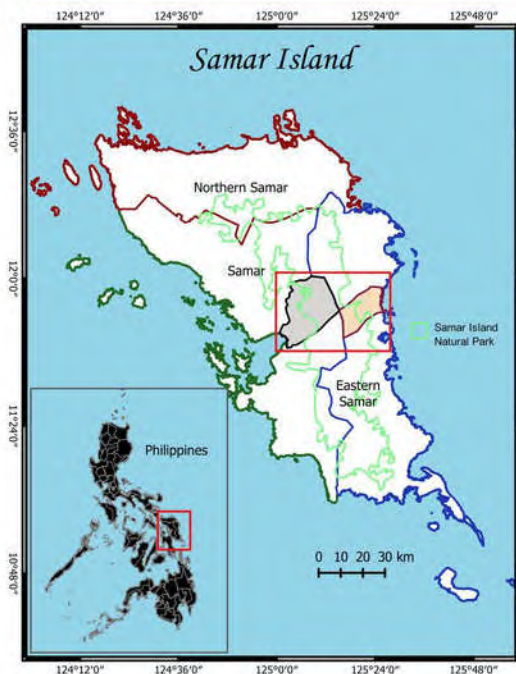 124°12'0" 124°36'0" 125°0'0" 125°24'0" 125°48'0"
Samar Island
12°36'0"
Northern Samar
Samar
12°0'0"
Samar Island
Natural Park
Eastern
Samar
11°24'0"
Philippines
0 10 20 30 km
10°48'0"
124°12'0" 124°36'0" 125°0'0" 125°24'0" 125°48'0"